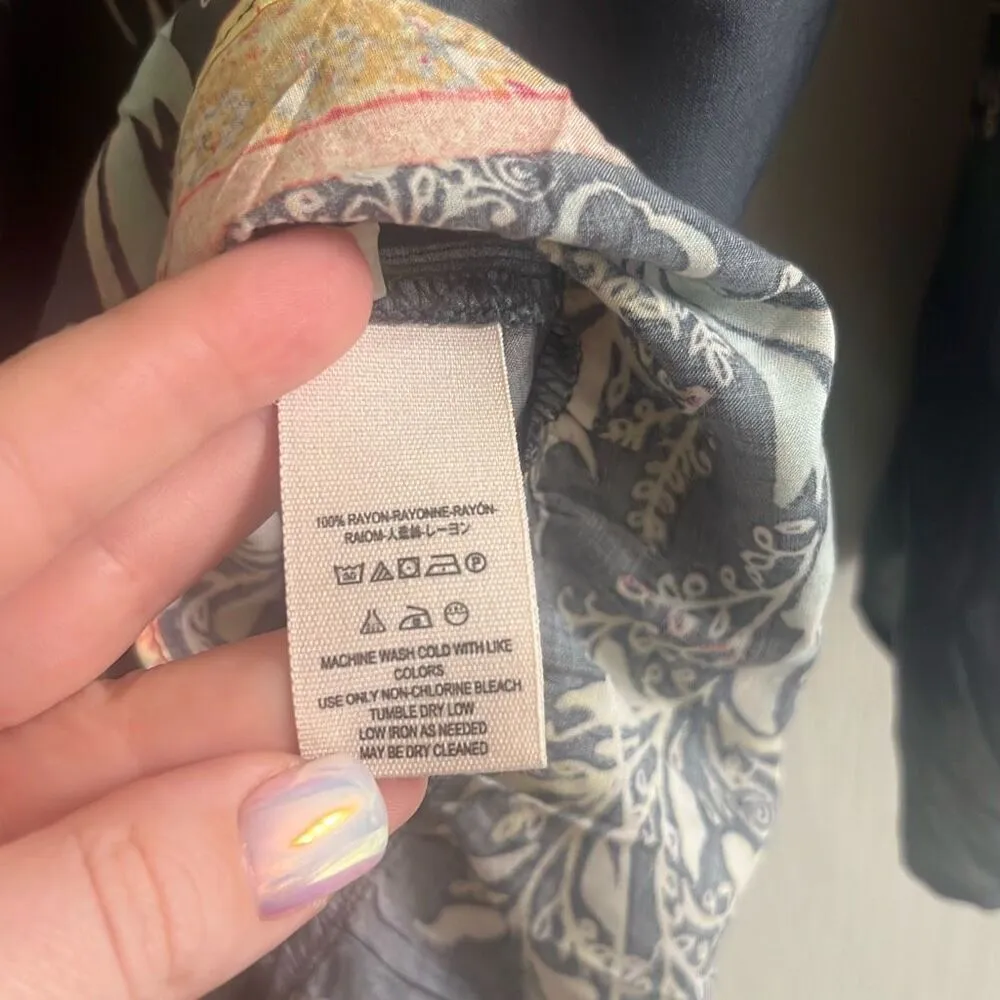 100% RAYON-RAYONNE-RAYÓN-
RAIOM-人造絲-レーヨン
30 P
MACHINE WASH COLD WITH LIKE
COLORS
USE ONLY NON-CHLORINE BLEACH
TUMBLE DRY LOW
LOW IRON AS NEEDED
MAY BE DRY CLEANED